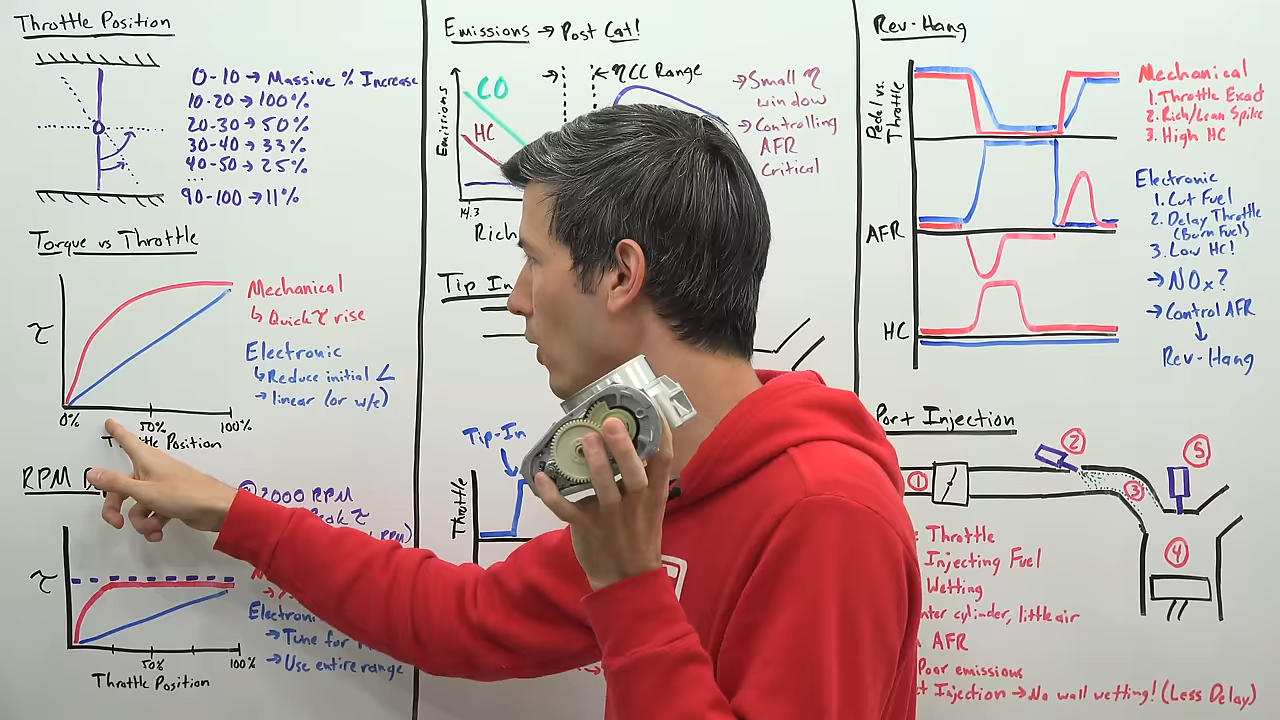 Throttle Position
0-10 → Massive % Increase
10-20 → 100%
20-30 → 50%
30-40 → 33%
40-50 → 25%
...
90-100 → 11%
Torque vs Throttle
τ
Mechanical
↳ Quick τ rise
Electronic
↳ Reduce initial ∠
→ linear (or w/e)
0%
50%
100%
Position
RPM
@ 2000 RPM
τ
RPM)
Electroni
→ Tune for
→ Use entire range
50%
100%
Throttle Position
Emissions → Post Cat!
Emissions
CO
HC
← η CC Range
→ Small η
window
→ Controlling
AFR
Critical
14.3
Rich
Tip In
Tip-In
Throttle
Rev-Hang
Pedal vs.
Throttle
AFR
HC
Mechanical
1. Throttle Exact
2. Rich/Lean Spike
3. High HC
Electronic
1. Cut Fuel
2. Delay Throttle
(Burn Fuel)
3. Low HC!
→ NOx?
→ Control AFR
↓
Rev-Hang
Port Injection
1
2
3
4
5
= Throttle
Injecting Fuel
Wetting
nter cylinder, little air
AFR
Poor emissions
t Injection → No wall wetting! (Less Delay)